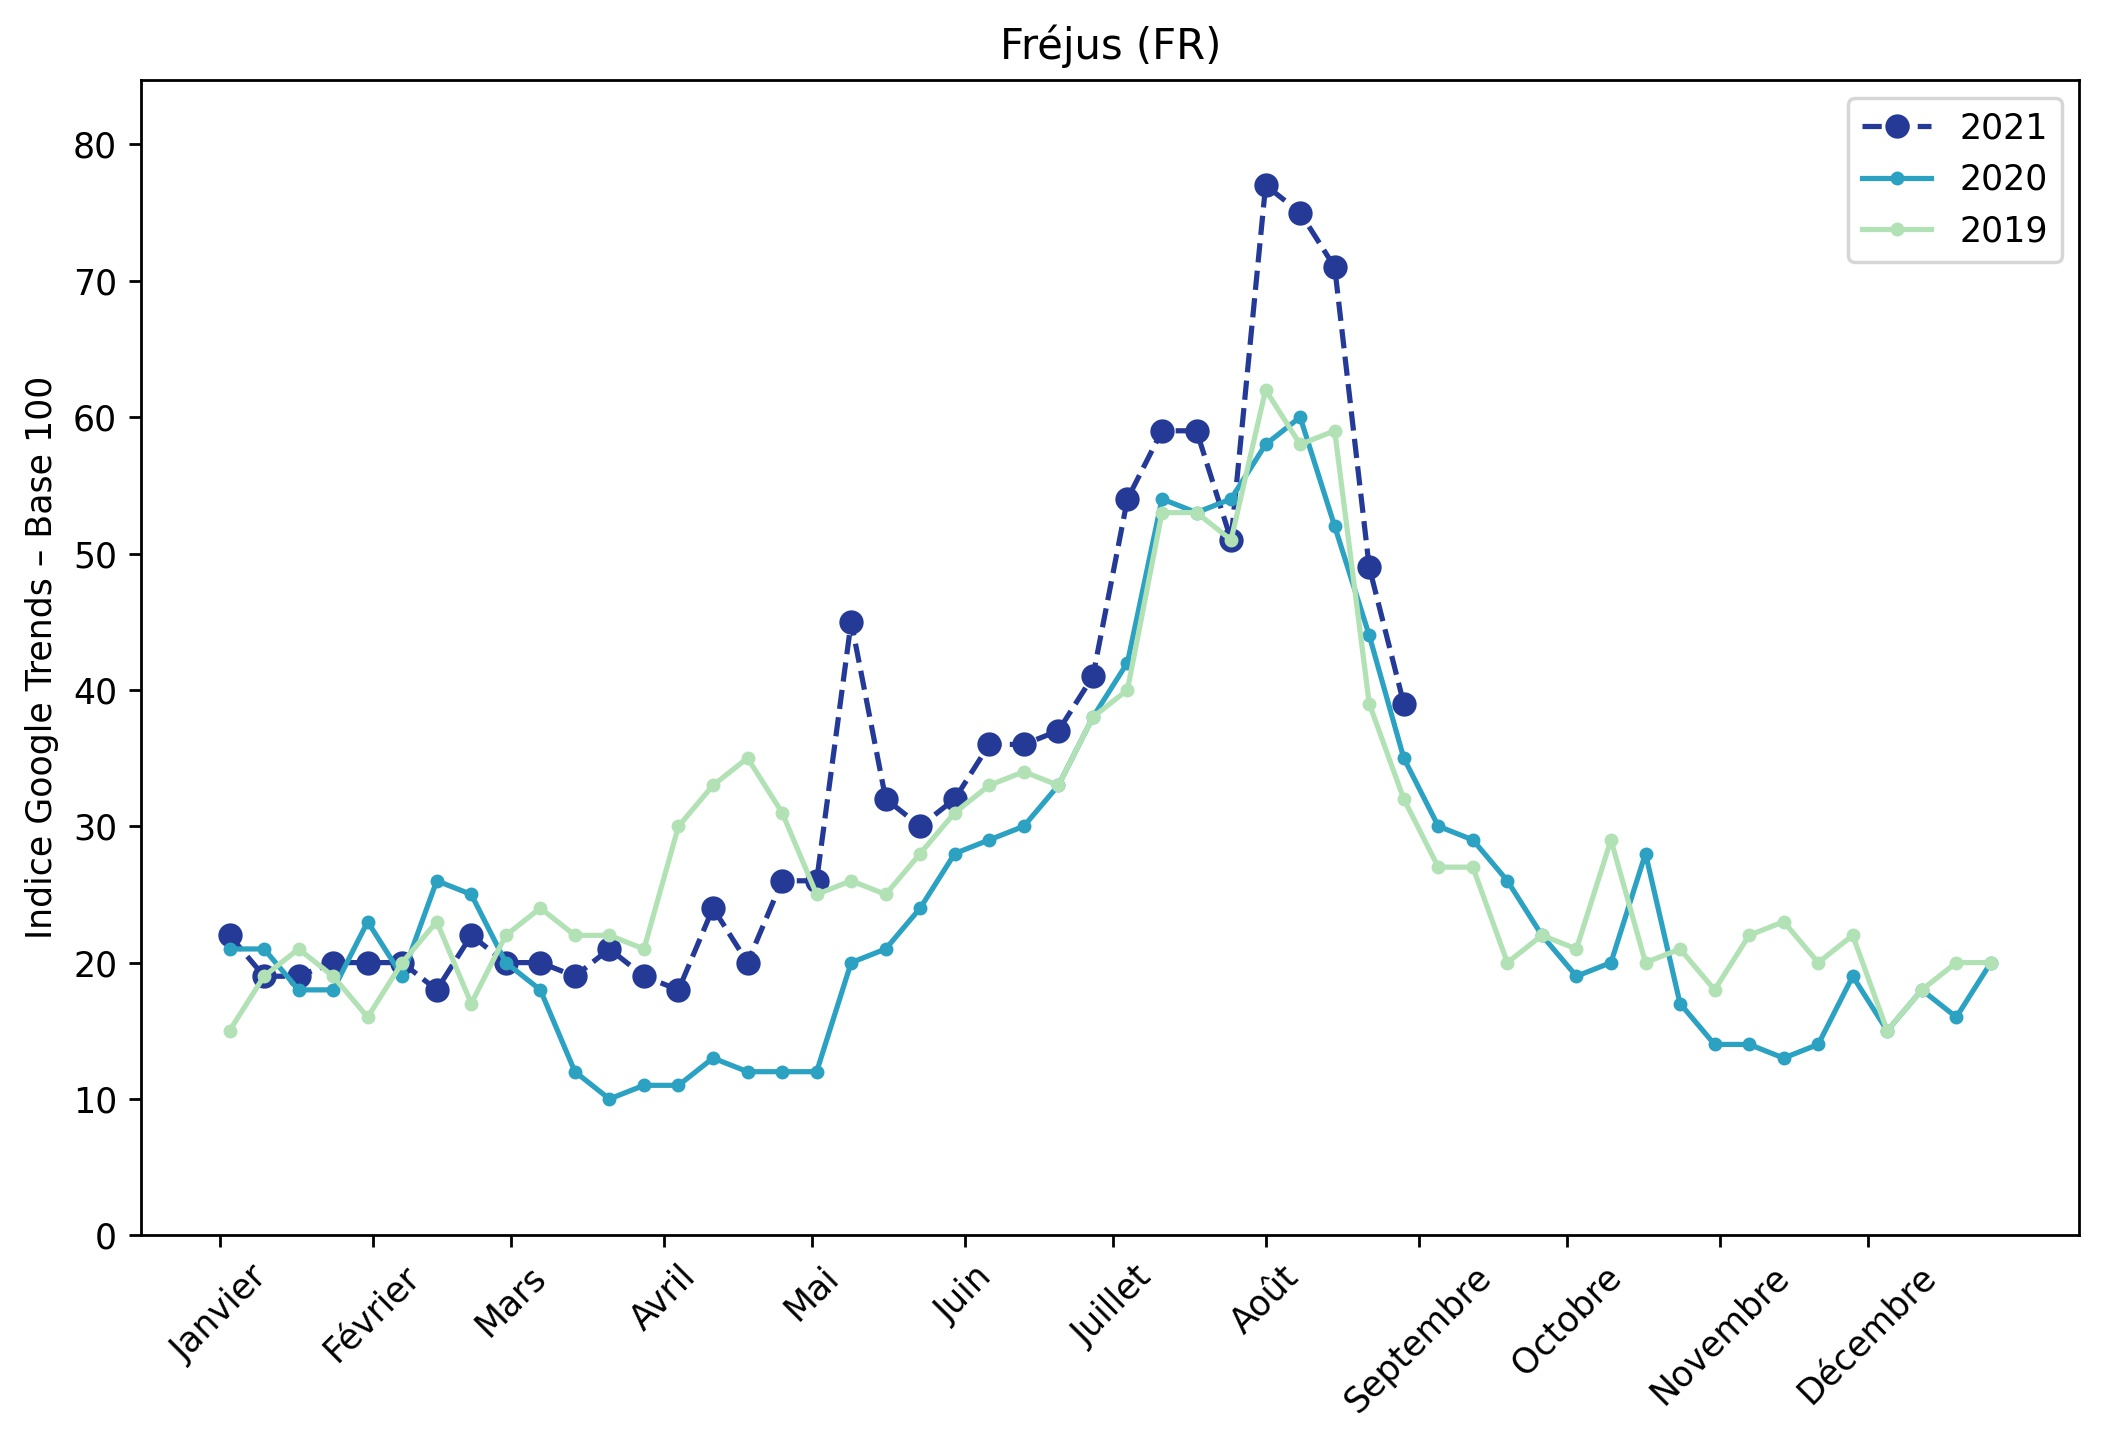 Fréjus (FR)
Indice Google Trends – Base 100
80
70
60
50
40
30
20
10
0
2021
2020
2019
Janvier
Février
Mars
Avril
Mai
Juin
Juillet
Août
Septembre
Octobre
Novembre
Décembre